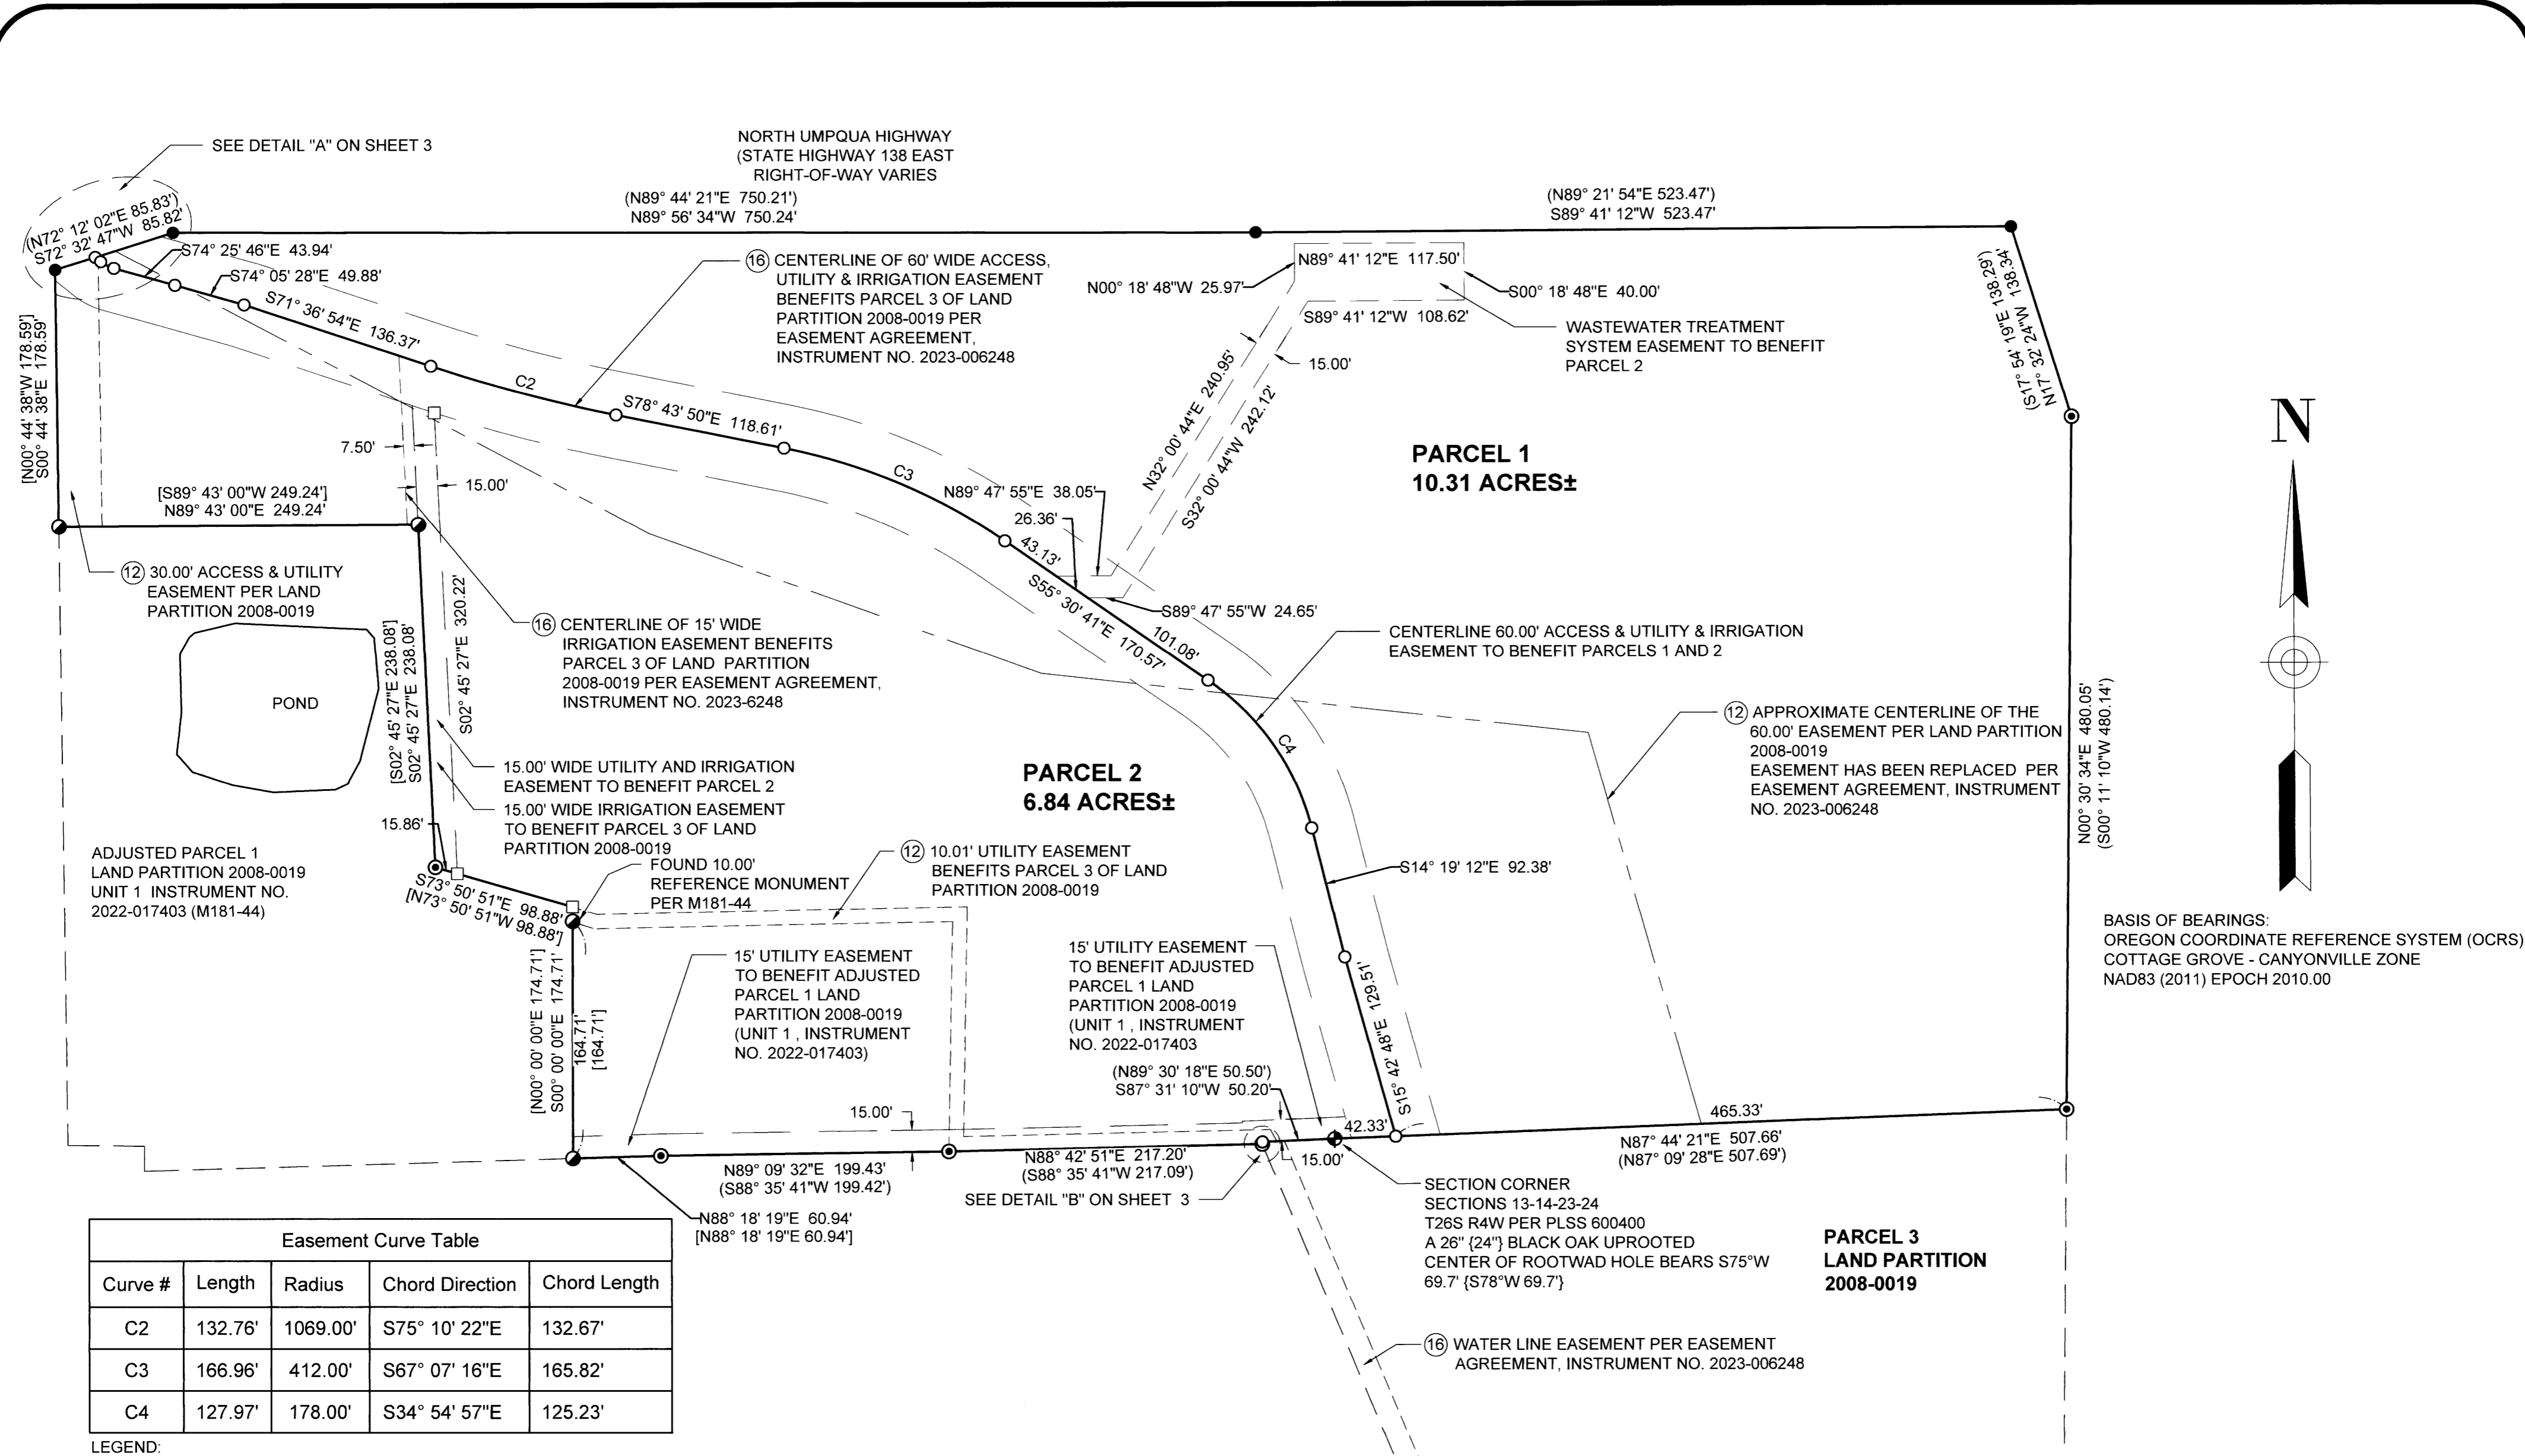 SEE DETAIL "A" ON SHEET 3
NORTH UMPQUA HIGHWAY
(STATE HIGHWAY 138 EAST
RIGHT-OF-WAY VARIES
(N89° 44' 21"E 750.21')
N89° 56' 34"W 750.24'
(N89° 21' 54"E 523.47')
S89° 41' 12"W 523.47'
(N72° 12' 02"E 85.83')
S72° 32' 47"W 85.82'
S74° 25' 46"E 43.94'
S74° 05' 28"E 49.88'
S71° 36' 54"E 136.37'
C2
S78° 43' 50"E 118.61'
C3
16 CENTERLINE OF 60' WIDE ACCESS,
UTILITY & IRRIGATION EASEMENT
BENEFITS PARCEL 3 OF LAND
PARTITION 2008-0019 PER
EASEMENT AGREEMENT,
INSTRUMENT NO. 2023-006248
N89° 41' 12"E 117.50'
N00° 18' 48"W 25.97'
S00° 18' 48"E 40.00'
S89° 41' 12"W 108.62'
WASTEWATER TREATMENT
SYSTEM EASEMENT TO BENEFIT
PARCEL 2
15.00'
N32° 00' 44"E 240.95'
S32° 00' 44"W 242.12'
(S17° 54' 19"E 138.29')
N17° 32' 24"W 138.34'
N
[N00° 44' 38"W 178.59']
S00° 44' 38"E 178.59'
7.50'
15.00'
[S89° 43' 00"W 249.24']
N89° 43' 00"E 249.24'
PARCEL 1
10.31 ACRES±
N89° 47' 55"E 38.05'
26.36'
43.13'
S55° 30' 41"E 170.57'
101.08'
S89° 47' 55"W 24.65'
12 30.00' ACCESS & UTILITY
EASEMENT PER LAND
PARTITION 2008-0019
POND
[S02° 45' 27"E 238.08']
S02° 45' 27"E 238.08'
S02° 45' 27"E 320.22'
16 CENTERLINE OF 15' WIDE
IRRIGATION EASEMENT BENEFITS
PARCEL 3 OF LAND PARTITION
2008-0019 PER EASEMENT AGREEMENT,
INSTRUMENT NO. 2023-6248
CENTERLINE 60.00' ACCESS & UTILITY & IRRIGATION
EASEMENT TO BENEFIT PARCELS 1 AND 2
C4
12 APPROXIMATE CENTERLINE OF THE
60.00' EASEMENT PER LAND PARTITION
2008-0019
EASEMENT HAS BEEN REPLACED PER
EASEMENT AGREEMENT, INSTRUMENT
NO. 2023-006248
N00° 30' 34"E 480.05'
(S00° 11' 10"W 480.14')
15.00' WIDE UTILITY AND IRRIGATION
EASEMENT TO BENEFIT PARCEL 2
15.00' WIDE IRRIGATION EASEMENT
TO BENEFIT PARCEL 3 OF LAND
PARTITION 2008-0019
PARCEL 2
6.84 ACRES±
15.86'
ADJUSTED PARCEL 1
LAND PARTITION 2008-0019
UNIT 1 INSTRUMENT NO.
2022-017403 (M181-44)
S73° 50' 51"E 98.88'
[N73° 50' 51"W 98.88']
FOUND 10.00'
REFERENCE MONUMENT
PER M181-44
12 10.01' UTILITY EASEMENT
BENEFITS PARCEL 3 OF LAND
PARTITION 2008-0019
S14° 19' 12"E 92.38'
BASIS OF BEARINGS:
OREGON COORDINATE REFERENCE SYSTEM (OCRS)
COTTAGE GROVE - CANYONVILLE ZONE
NAD83 (2011) EPOCH 2010.00
[N00° 00' 00"E 174.71']
S00° 00' 00"E 174.71'
164.71'
[164.71']
15' UTILITY EASEMENT
TO BENEFIT ADJUSTED
PARCEL 1 LAND
PARTITION 2008-0019
(UNIT 1 , INSTRUMENT
NO. 2022-017403)
15' UTILITY EASEMENT
TO BENEFIT ADJUSTED
PARCEL 1 LAND
PARTITION 2008-0019
(UNIT 1 , INSTRUMENT
NO. 2022-017403
(N89° 30' 18"E 50.50')
S87° 31' 10"W 50.20'
S15° 42' 48"E 129.51'
15.00'
42.33'
465.33'
N87° 44' 21"E 507.66'
(N87° 09' 28"E 507.69')
N89° 09' 32"E 199.43'
(S88° 35' 41"W 199.42')
N88° 42' 51"E 217.20'
(S88° 35' 41"W 217.09')
15.00'
SEE DETAIL "B" ON SHEET 3
N88° 18' 19"E 60.94'
[N88° 18' 19"E 60.94']
SECTION CORNER
SECTIONS 13-14-23-24
T26S R4W PER PLSS 600400
A 26" {24"} BLACK OAK UPROOTED
CENTER OF ROOTWAD HOLE BEARS S75°W
69.7' {S78°W 69.7'}
PARCEL 3
LAND PARTITION
2008-0019
16 WATER LINE EASEMENT PER EASEMENT
AGREEMENT, INSTRUMENT NO. 2023-006248
Easement Curve Table
Curve # Length Radius Chord Direction Chord Length
C2 132.76' 1069.00' S75° 10' 22"E 132.67'
C3 166.96' 412.00' S67° 07' 16"E 165.82'
C4 127.97' 178.00' S34° 54' 57"E 125.23'
LEGEND: